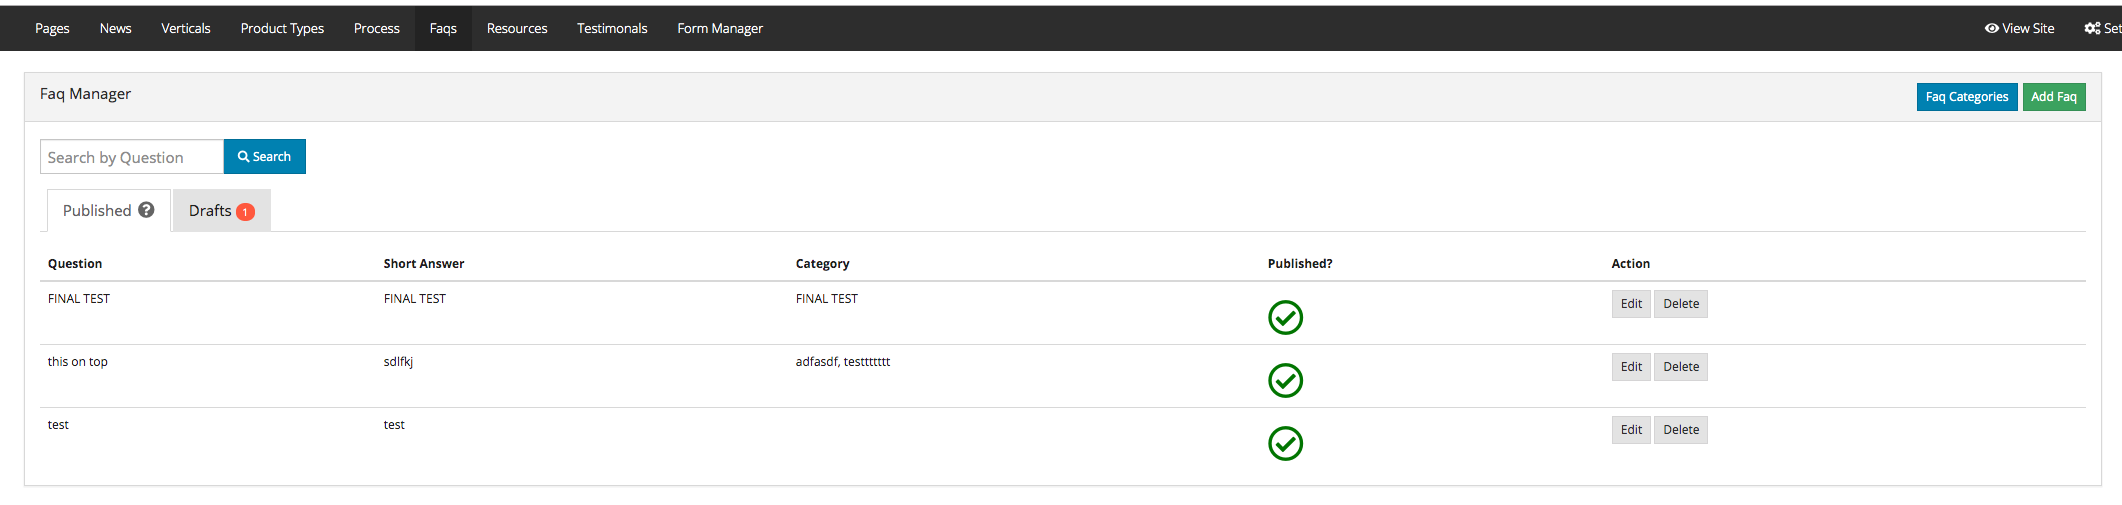 Pages News Verticals Product Types Process Faqs Resources Testimonals Form Manager View Site Set
Faq Manager Faq Categories Add Faq
Search by Question Search
Published Drafts 1
Question Short Answer Category Published? Action
FINAL TEST FINAL TEST FINAL TEST Edit Delete
this on top sdlfkj adfasdf, testttttttt Edit Delete
test test Edit Delete